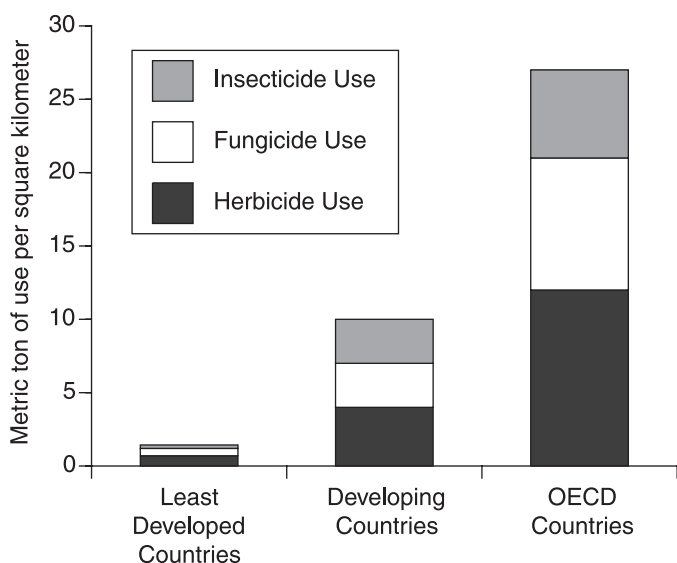 Metric ton of use per square kilometer
30
25
20
15
10
5
0
Insecticide Use
Fungicide Use
Herbicide Use
Least
Developed
Countries
Developing
Countries
OECD
Countries